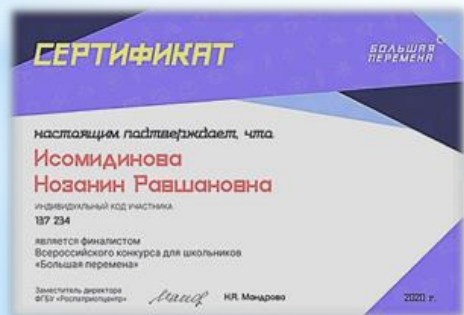 СЕРТИФИКАТ
БОЛЬШАЯ
ПЕРЕМЕНА
настоящим подтверждает, что
Исомидинова
Нозанин Равшановна
ИНДИВИДУАЛЬНЫЙ КОД УЧАСТНИКА
137 234
является финалистом
Всероссийского конкурса для школьников
«Большая перемена»
Заместитель директора
ФГБУ «Роспатриотцентр»
Н.Я. Мандрова
2020 г.